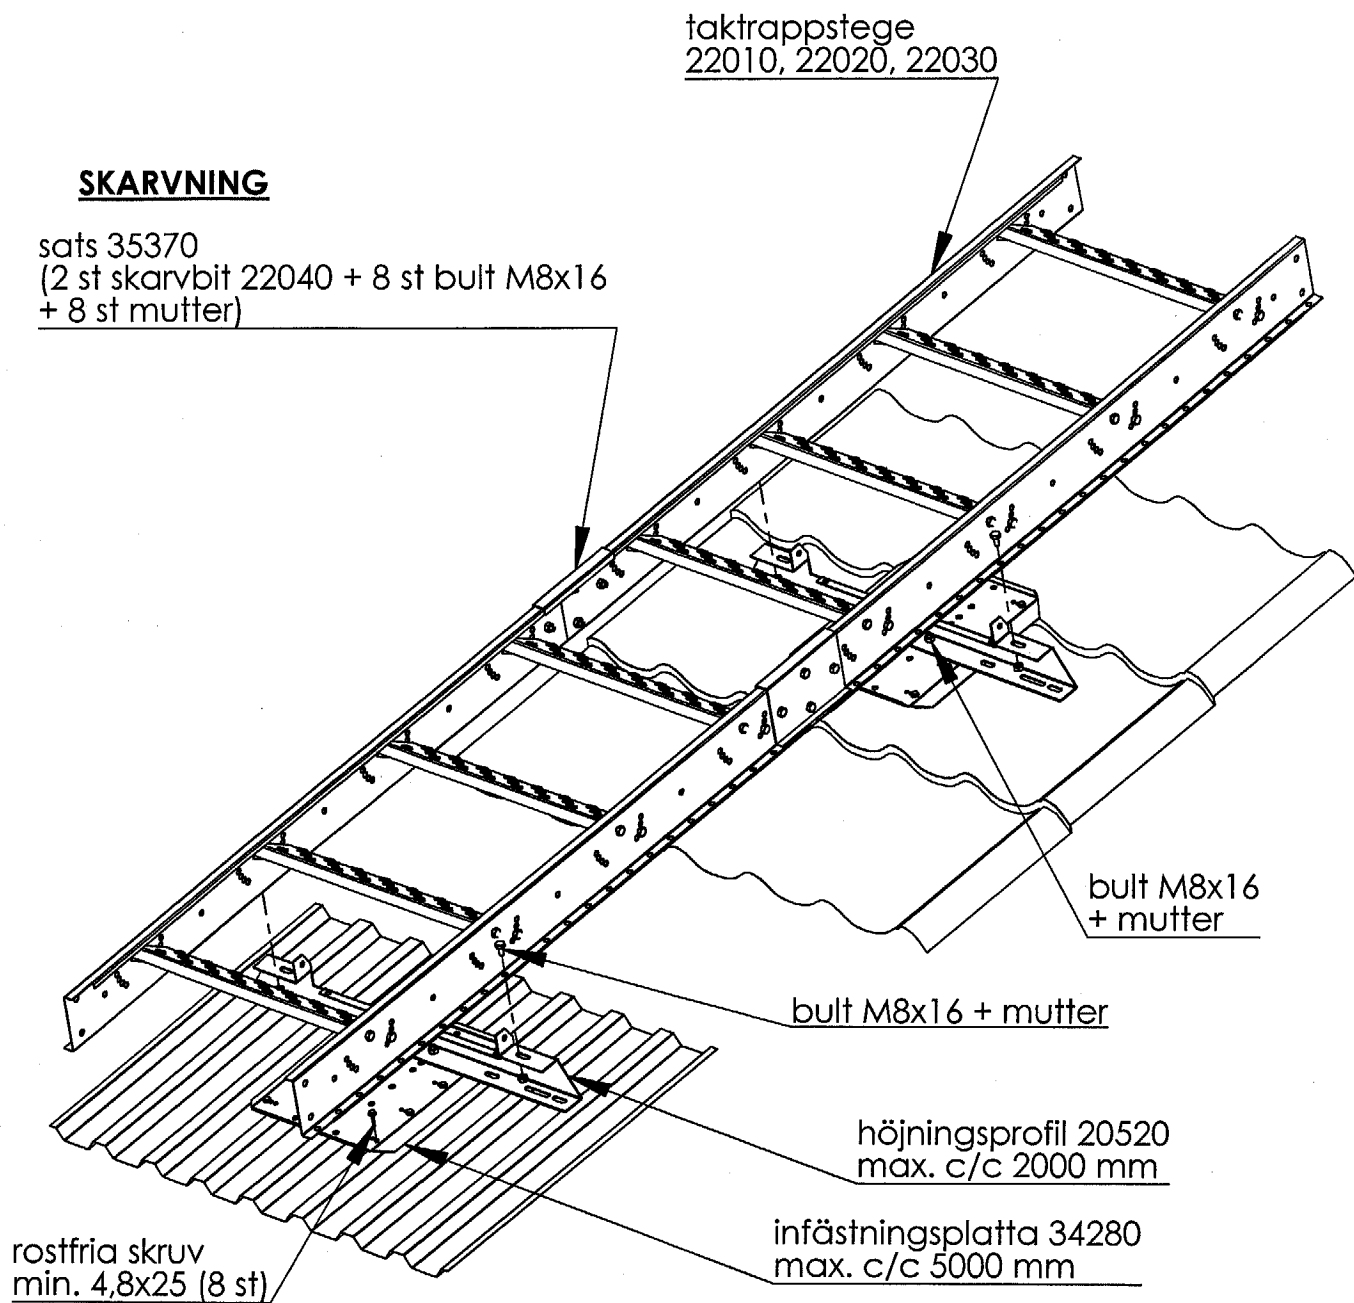 taktrappstege
22010, 22020, 22030
SKARVNING
sats 35370
(2 st skarvbit 22040 + 8 st bult M8x16
+ 8 st mutter)
bult M8x16
+ mutter
bult M8x16 + mutter
höjningsprofil 20520
max. c/c 2000 mm
infästningsplatta 34280
max. c/c 5000 mm
rostfria skruv
min. 4,8x25 (8 st)